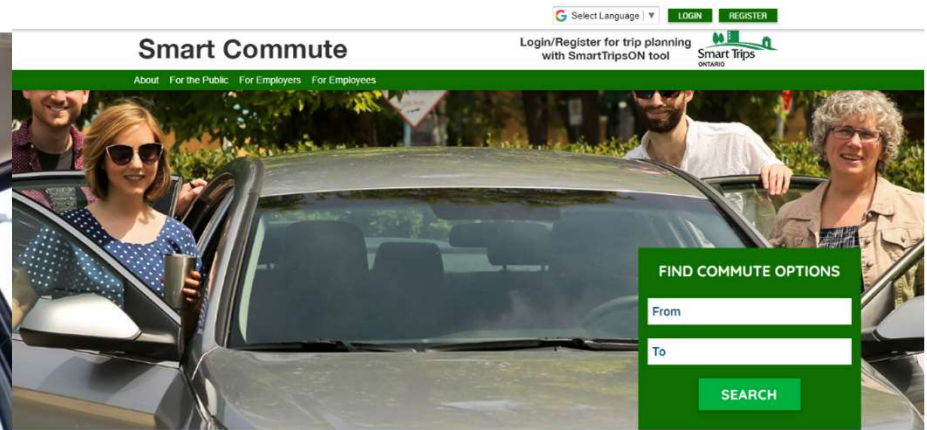 Select Language ▼
LOGIN
REGISTER
Smart Commute
Login/Register for trip planning
with SmartTripsON tool
Smart Trips
ONTARIO
About For the Public For Employers For Employees
FIND COMMUTE OPTIONS
From
To
SEARCH